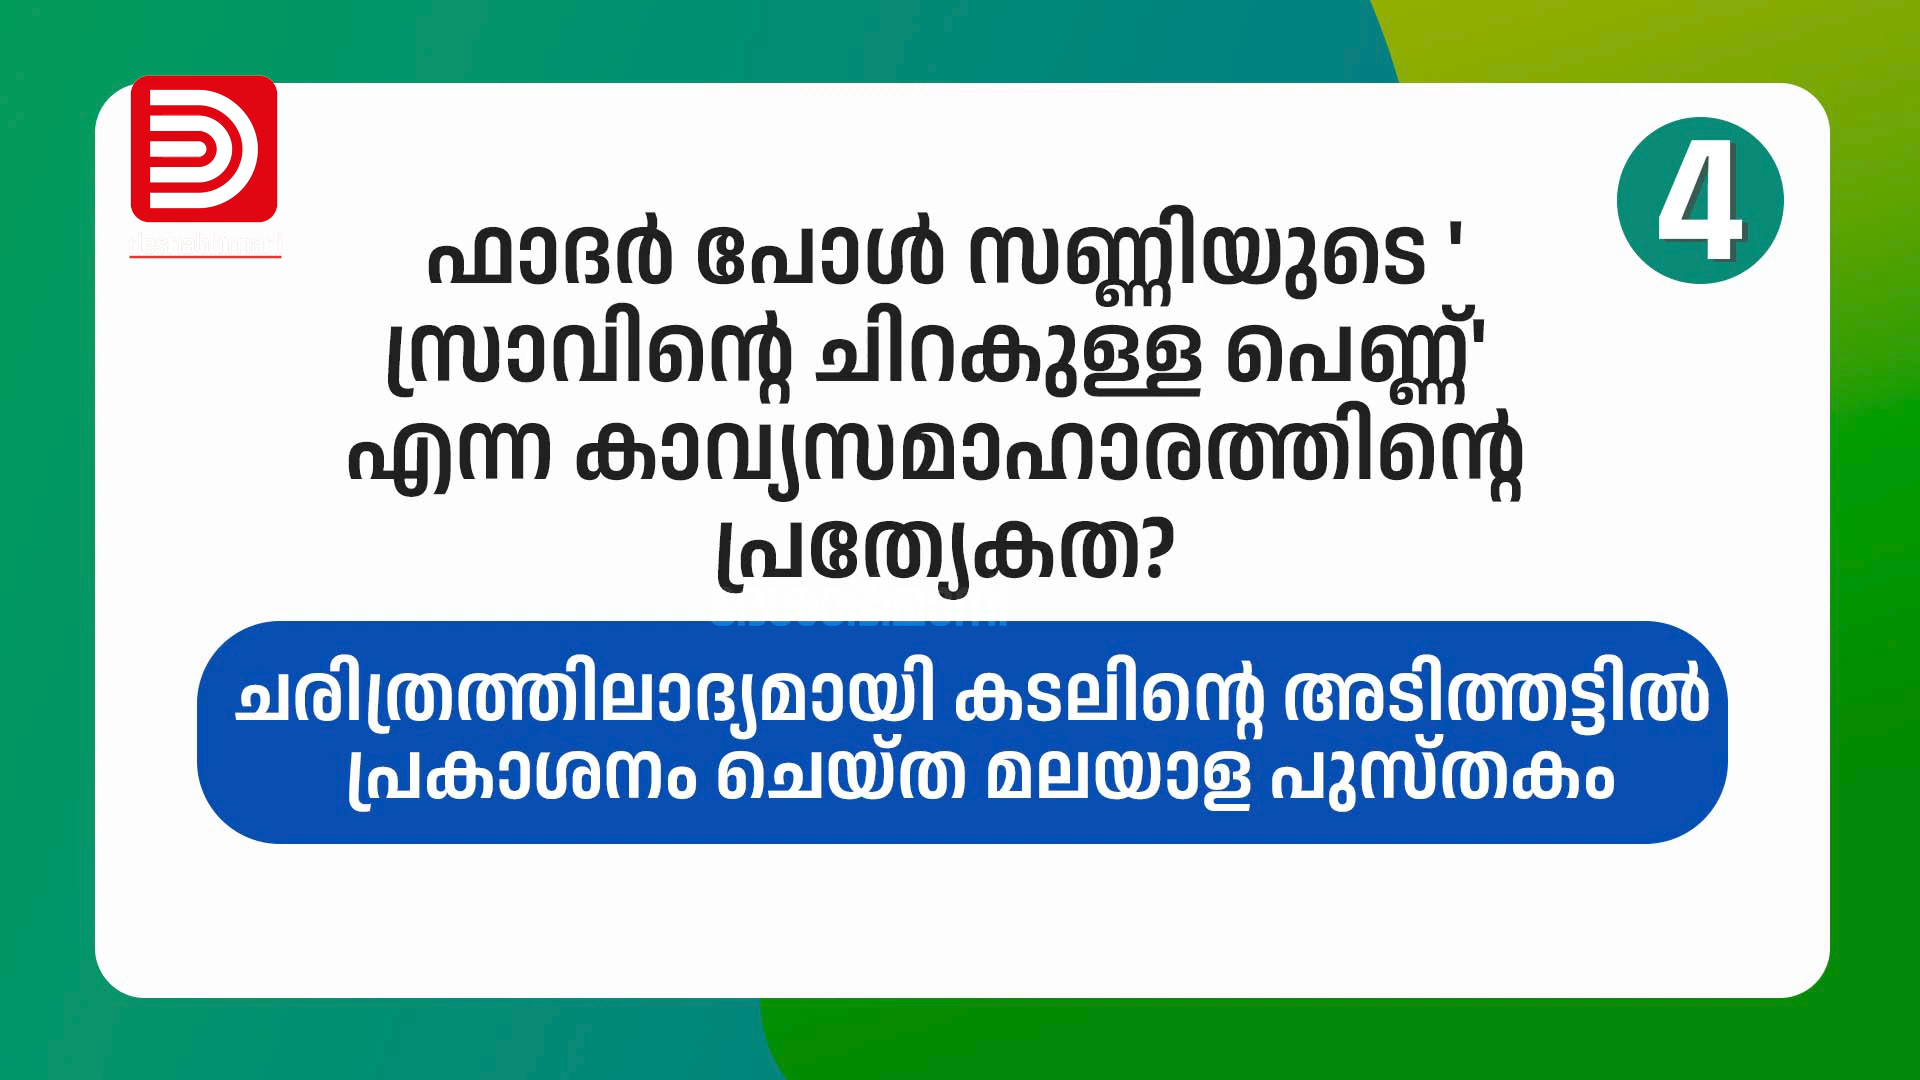 deshabhimani
4
ഫാദർ പോൾ സണ്ണിയുടെ '
സ്രാവിന്റെ ചിറകുള്ള പെണ്ണ്'
എന്ന കാവ്യസമാഹാരത്തിന്റെ
പ്രത്യേകത?
ചരിത്രത്തിലാദ്യമായി കടലിന്റെ അടിത്തട്ടിൽ
പ്രകാശനം ചെയ്ത മലയാള പുസ്തകം